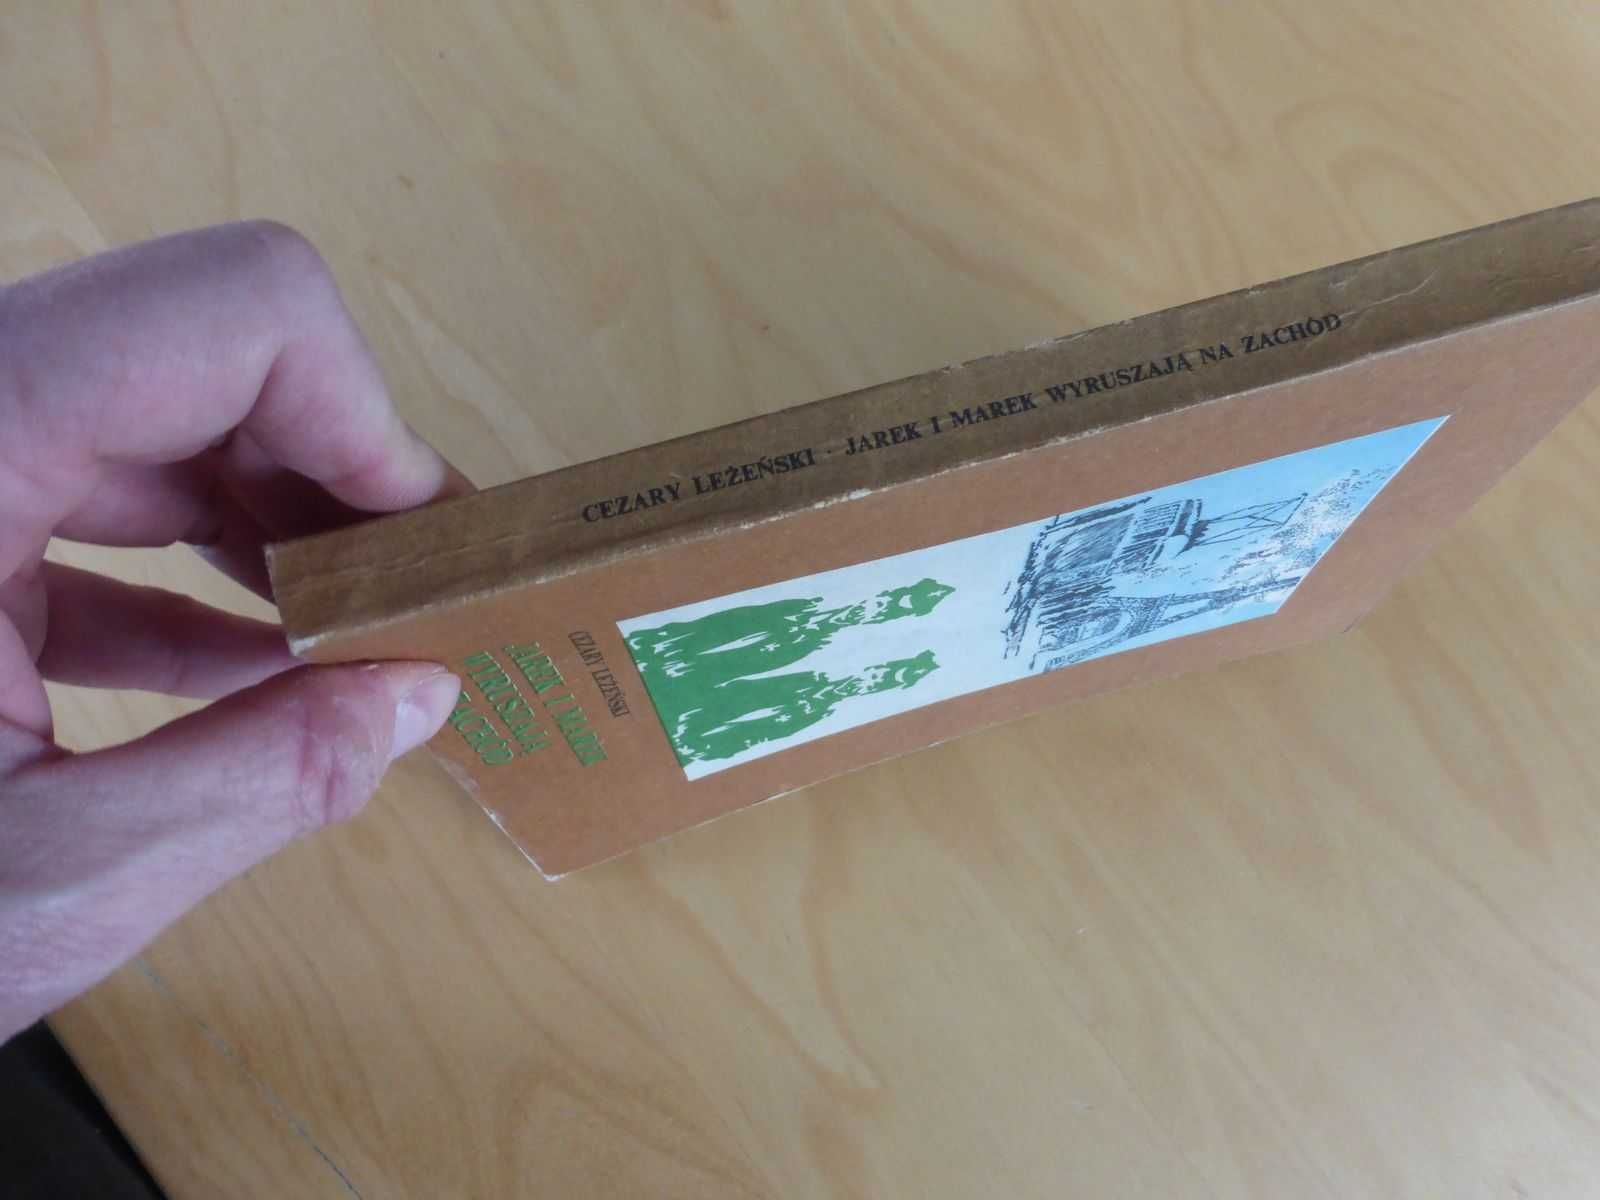 CEZARY LEŻEŃSKI · JAREK I MAREK WYRUSZAJĄ NA ZACHÓD
CEZARY LEŻEŃSKI
JAREK I MAREK
WYRUSZAJĄ
ZACHÓD